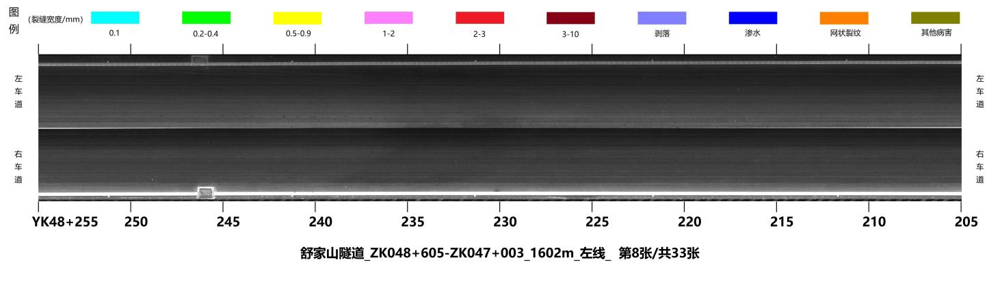 图例
(裂缝宽度/mm) 0.1 0.2-0.4 0.5-0.9 1-2 2-3 3-10 剥落 渗水 网状裂纹 其他病害
左车道 左车道
右车道 右车道
YK48+255 250 245 240 235 230 225 220 215 210 205
舒家山隧道_ZK048+605-ZK047+003_1602m_左线_ 第8张/共33张